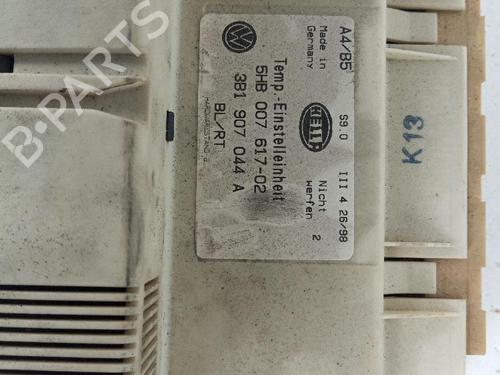 A4/B5
Made in
Germany
S9.0
III 4 26/98
HELLA
Nicht
werfen 2
Temp.-Einstelleinheit
5HB 007 617-02
3B1 907 044 A
BL/RT
K13
B-PARTS